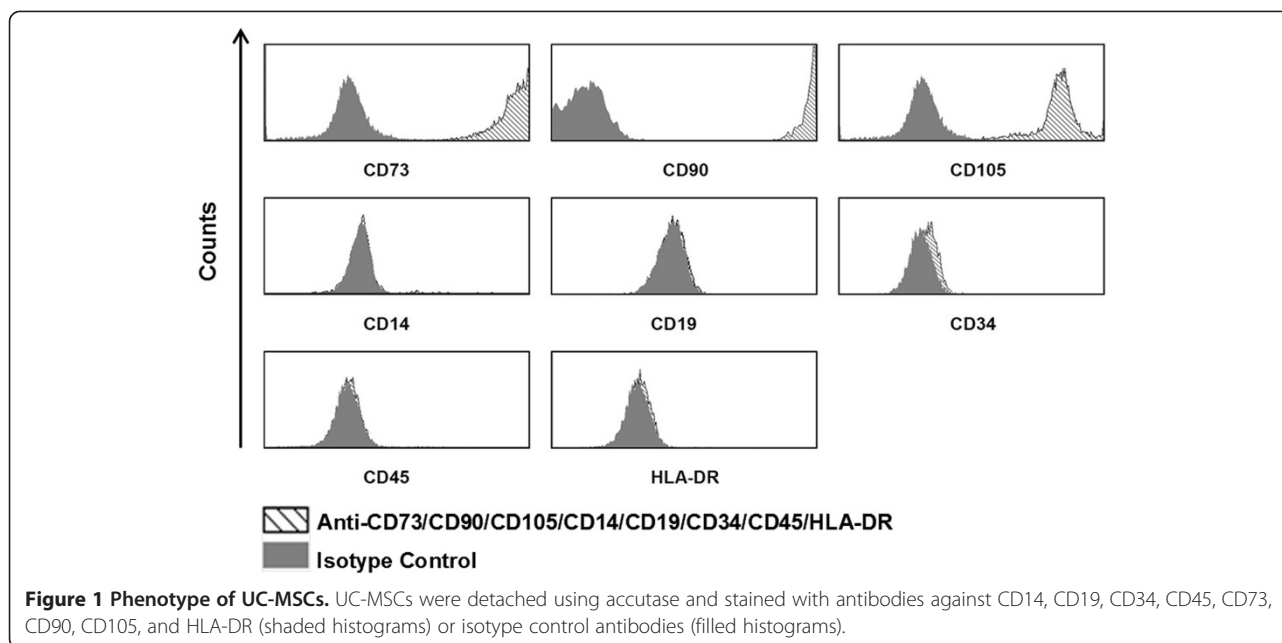 Counts
CD73
CD90
CD105
CD14
CD19
CD34
CD45
HLA-DR
Anti-CD73/CD90/CD105/CD14/CD19/CD34/CD45/HLA-DR
Isotype Control
Figure 1 Phenotype of UC-MSCs. UC-MSCs were detached using accutase and stained with antibodies against CD14, CD19, CD34, CD45, CD73,
CD90, CD105, and HLA-DR (shaded histograms) or isotype control antibodies (filled histograms).